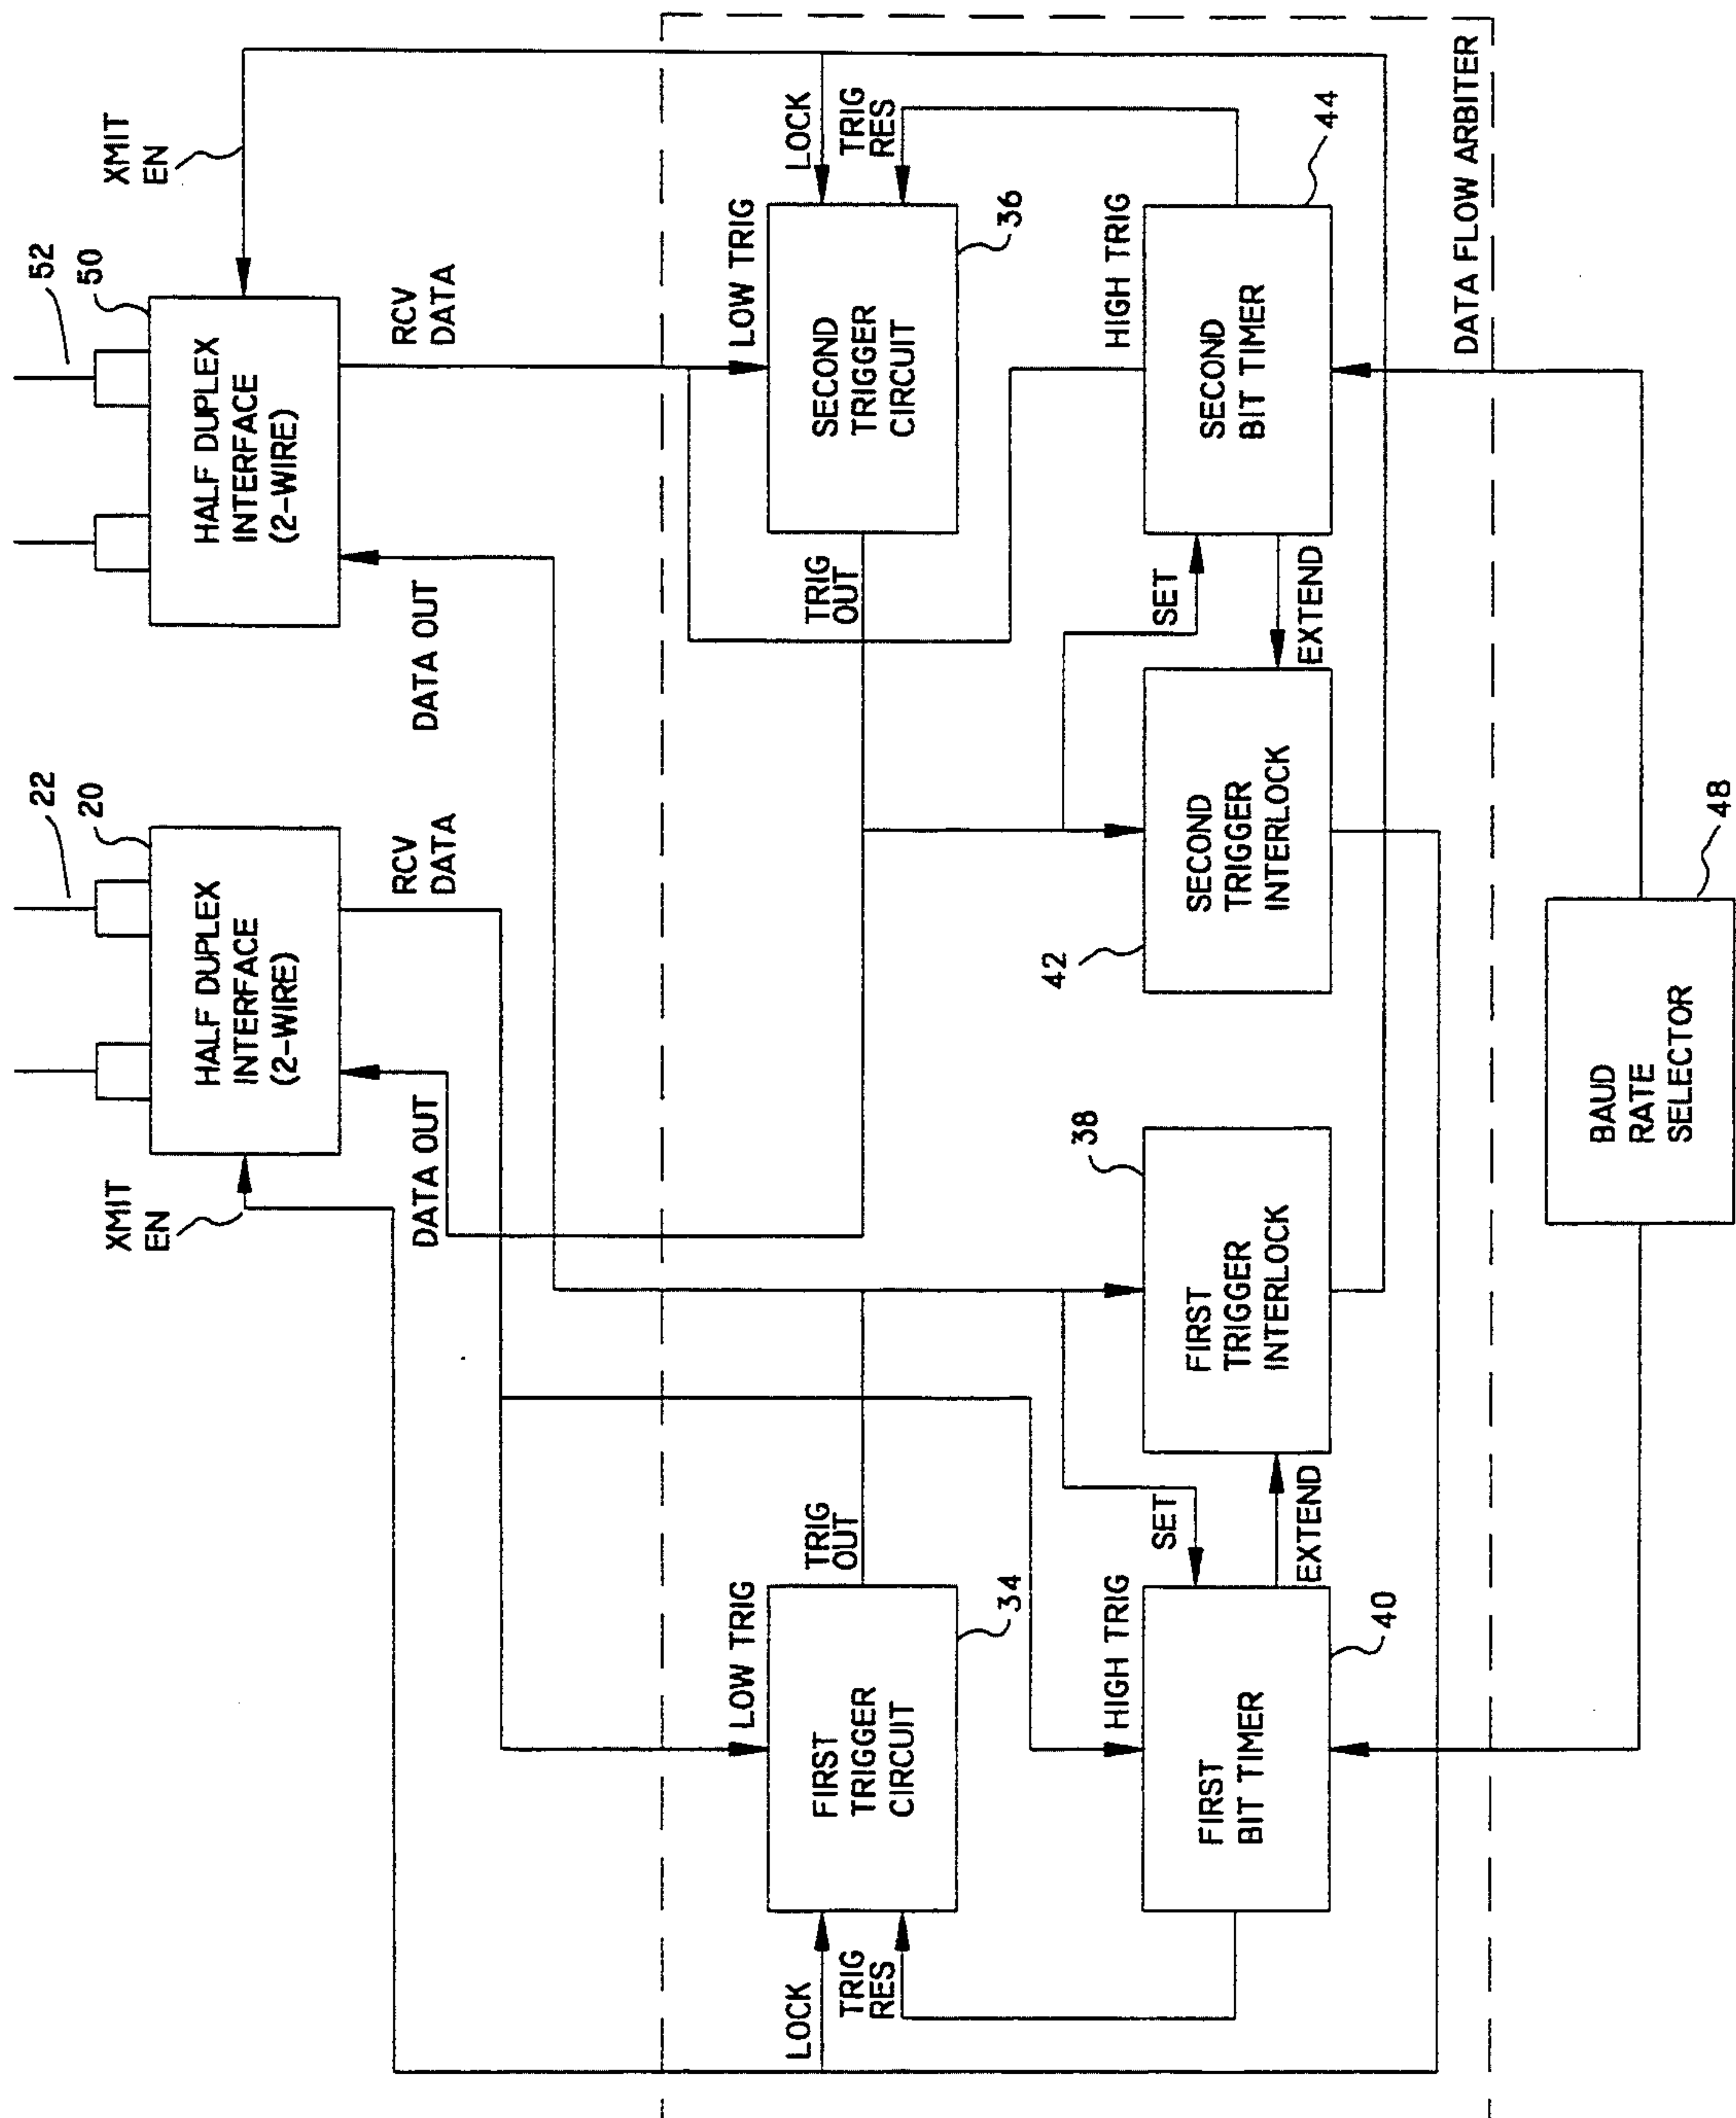 52
50
HALF DUPLEX
INTERFACE
(2-WIRE)
XMIT
EN
RCV
DATA
DATA OUT
22
20
HALF DUPLEX
INTERFACE
(2-WIRE)
XMIT
EN
RCV
DATA
DATA OUT
LOW TRIG
LOCK
TRIG
RES
SECOND
TRIGGER
CIRCUIT
36
TRIG
OUT
LOW TRIG
FIRST
TRIGGER
CIRCUIT
34
TRIG
OUT
LOCK
TRIG
RES
HIGH TRIG
44
SECOND
BIT TIMER
SET
EXTEND
SECOND
TRIGGER
INTERLOCK
42
38
FIRST
TRIGGER
INTERLOCK
SET
EXTEND
HIGH TRIG
FIRST
BIT TIMER
40
DATA FLOW ARBITER
48
BAUD
RATE
SELECTOR